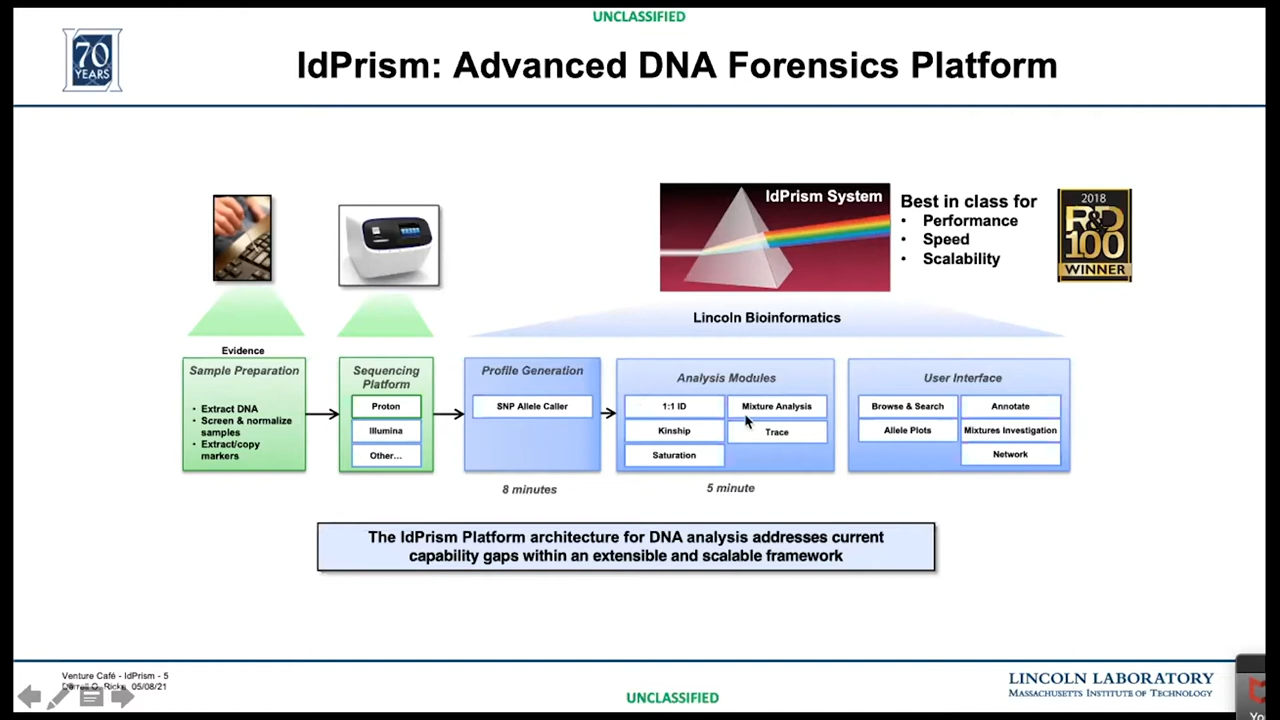 UNCLASSIFIED
70
YEARS
IdPrism: Advanced DNA Forensics Platform
IdPrism System
Best in class for
• Performance
• Speed
• Scalability
2018
R&D
100
WINNER
Lincoln Bioinformatics
Evidence
Sample Preparation
• Extract DNA
• Screen & normalize
samples
• Extract/copy
markers
Sequencing
Platform
Proton
Illumina
Other...
Profile Generation
SNP Allele Caller
8 minutes
Analysis Modules
1:1 ID
Kinship
Saturation
Mixture Analysis
Trace
5 minute
User Interface
Browse & Search
Allele Plots
Annotate
Mixtures Investigation
Network
The IdPrism Platform architecture for DNA analysis addresses current
capability gaps within an extensible and scalable framework
Venture Café - IdPrism - 5
05/08/21
UNCLASSIFIED
LINCOLN LABORATORY
MASSACHUSETTS INSTITUTE OF TECHNOLOGY